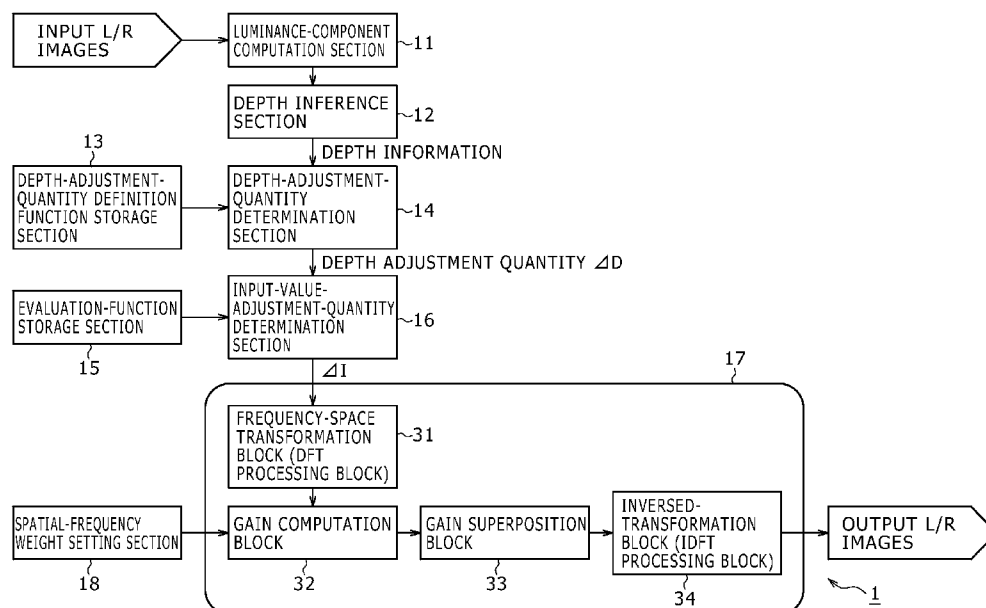 INPUT L/R
IMAGES
LUMINANCE-COMPONENT
COMPUTATION SECTION
11
DEPTH INFERENCE
SECTION
12
DEPTH INFORMATION
13
DEPTH-ADJUSTMENT-
QUANTITY DEFINITION
FUNCTION STORAGE
SECTION
DEPTH-ADJUSTMENT-
QUANTITY
DETERMINATION
SECTION
14
DEPTH ADJUSTMENT QUANTITY ⊿D
EVALUATION-FUNCTION
STORAGE SECTION
15
INPUT-VALUE-
ADJUSTMENT-QUANTITY
DETERMINATION
SECTION
16
⊿I
17
FREQUENCY-SPACE
TRANSFORMATION
BLOCK (DFT
PROCESSING BLOCK)
31
SPATIAL-FREQUENCY
WEIGHT SETTING SECTION
18
GAIN COMPUTATION
BLOCK
32
GAIN SUPERPOSITION
BLOCK
33
INVERSED-
TRANSFORMATION
BLOCK (IDFT
PROCESSING BLOCK)
34
OUTPUT L/R
IMAGES
1